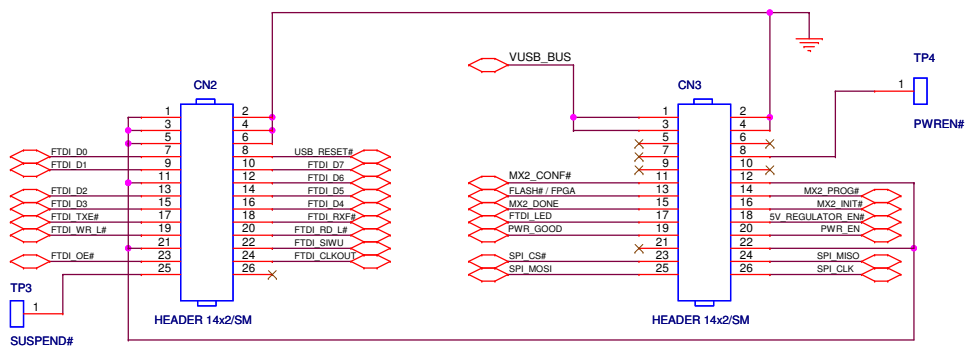 VUSB_BUS
TP4
CN2
CN3
1
PWREN#
1 2
3 4
5 6
FTDI_D0 7 8 USB_RESET#
FTDI_D1 9 10 FTDI_D7
11 12 FTDI_D6
FTDI_D2 13 14 FTDI_D5
FTDI_D3 15 16 FTDI_D4
FTDI_TXE# 17 18 FTDI_RXF#
FTDI_WR_L# 19 20 FTDI_RD_L#
21 22 FTDI_SIWU
FTDI_OE# 23 24 FTDI_CLKOUT
25 26
TP3
1
SUSPEND#
HEADER 14x2/SM
1 2
3 4
5 6
7 8
9 10
MX2_CONF# 11 12
FLASH# / FPGA 13 14 MX2_PROG#
MX2_DONE 15 16 MX2_INIT#
FTDI_LED 17 18 5V_REGULATOR_EN#
PWR_GOOD 19 20 PWR_EN
21 22
SPI_CS# 23 24 SPI_MISO
SPI_MOSI 25 26 SPI_CLK
HEADER 14x2/SM